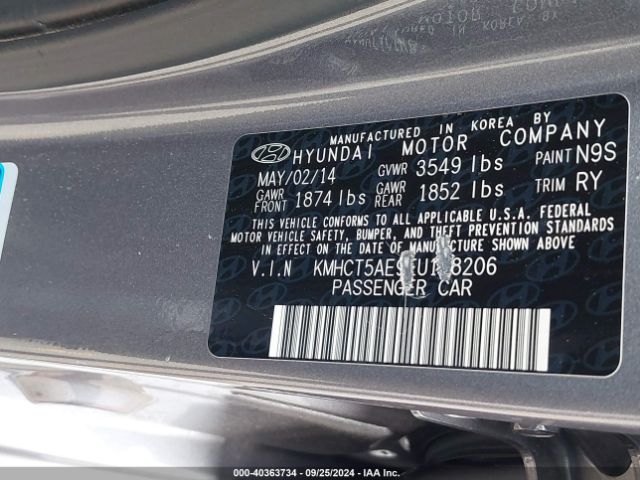 MANUFACTURED IN KOREA BY
HYUNDAI MOTOR COMPANY
MAY/02/14 GVWR 3549 lbs PAINT N9S
GAWR FRONT 1874 lbs GAWR REAR 1852 lbs TRIM RY
THIS VEHICLE CONFORMS TO ALL APPLICABLE U.S.A. FEDERAL
MOTOR VEHICLE SAFETY, BUMPER, AND THEFT PREVENTION STANDARDS
IN EFFECT ON THE DATE OF MANUFACTURE SHOWN ABOVE.
V.I.N
PASSENGER CAR
000-40363734 - 09/25/2024 - IAAI.COM